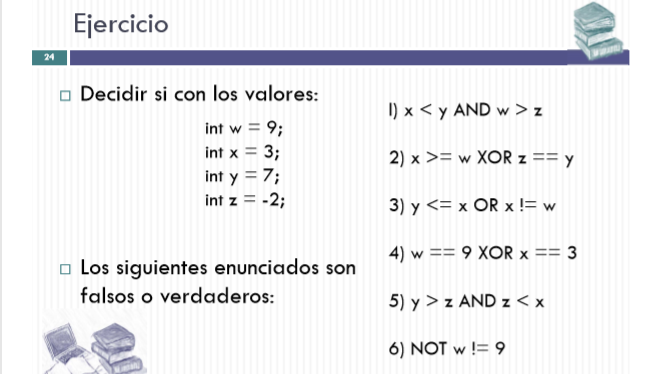 Ejercicio
24
Decidir si con los valores:
int w = 9;
int x = 3;
int y = 7;
int z = -2;
Los siguientes enunciados son
falsos o verdaderos:
1) x < y AND w > z
2) x >= w XOR z == y
3) y <= x OR x != w
4) w == 9 XOR x == 3
5) y > z AND z < x
6) NOT w != 9